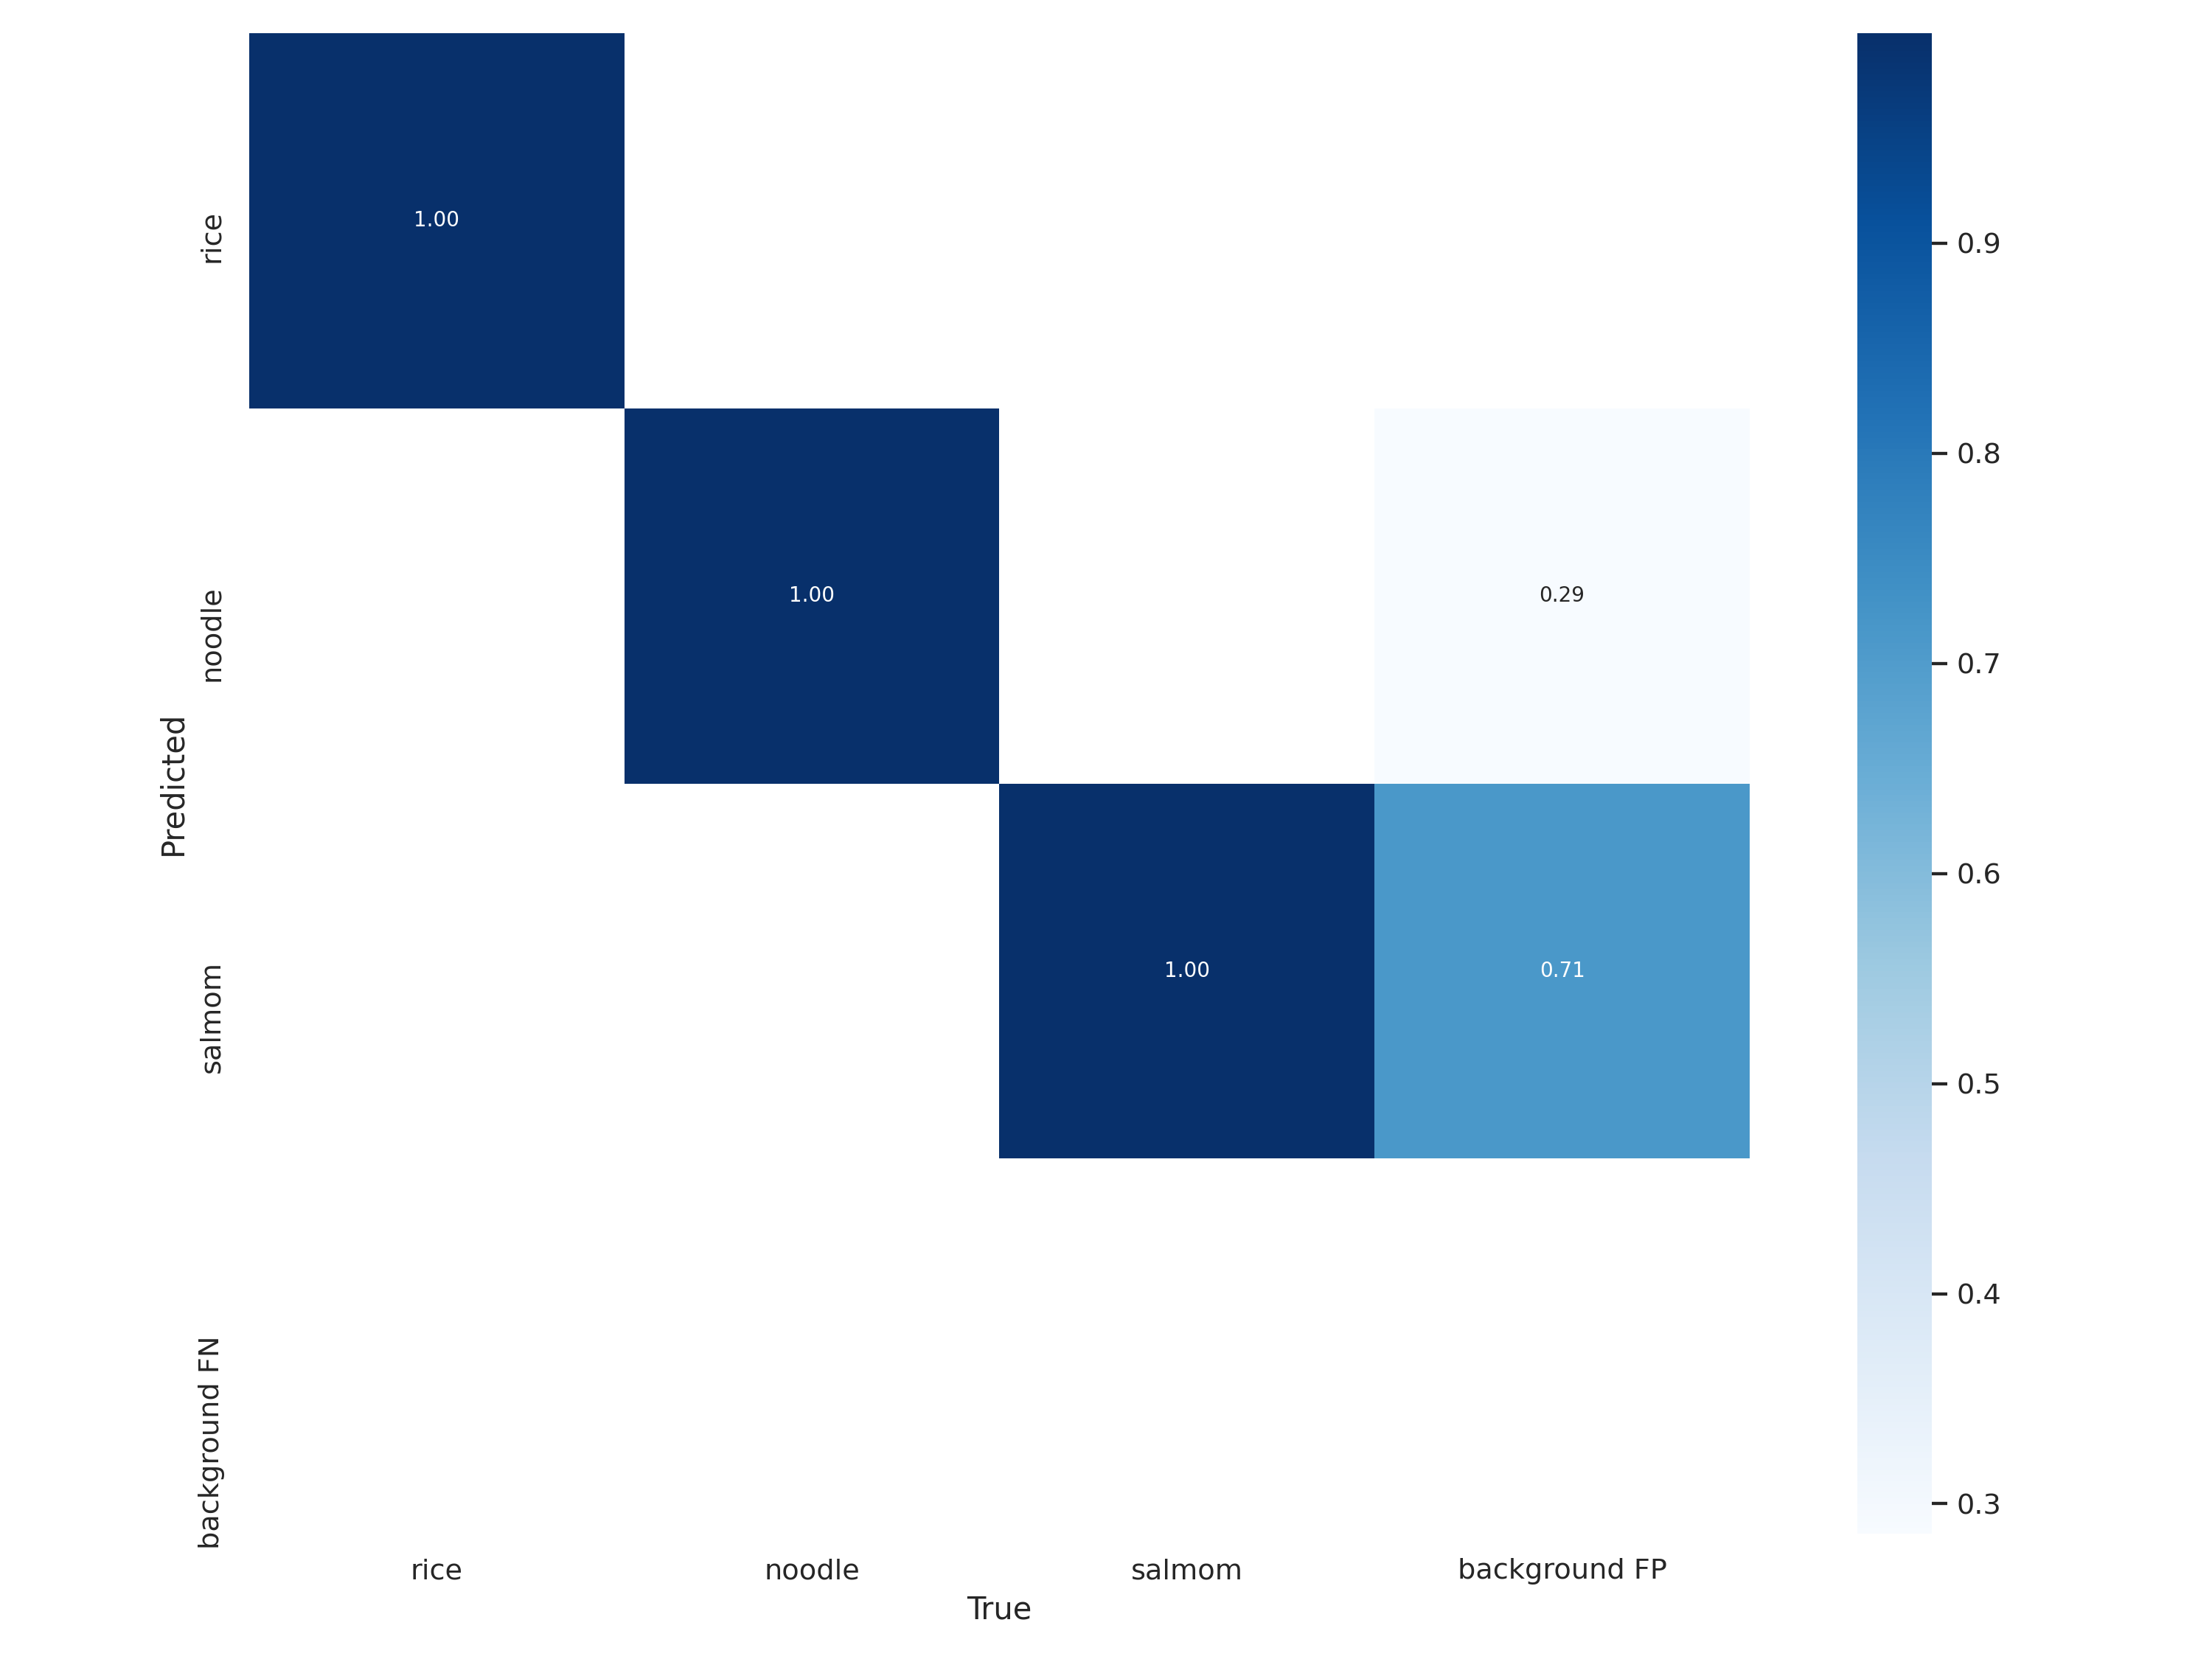 rice
noodle
salmom
background FN
Predicted
1.00
1.00
0.29
1.00
0.71
rice
noodle
salmom
background FP
True
0.9
0.8
0.7
0.6
0.5
0.4
0.3